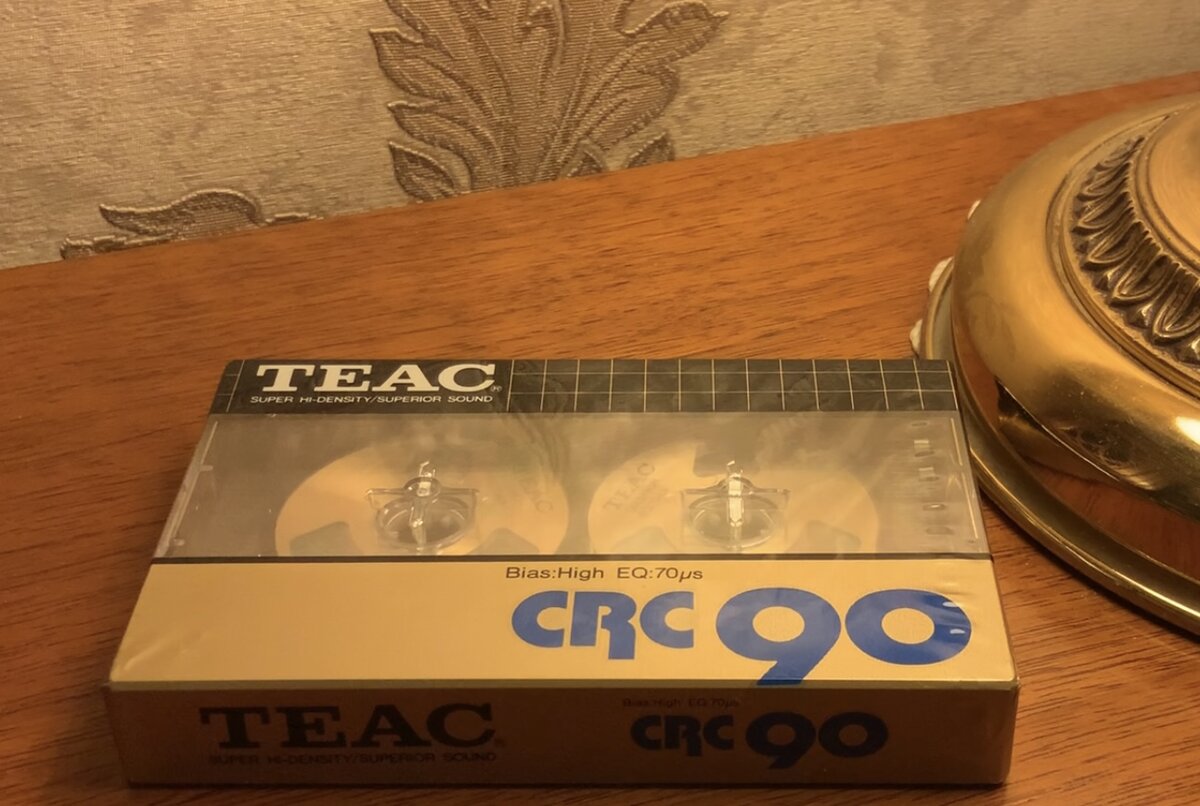 TEAC®
SUPER HI-DENSITY/SUPERIOR SOUND
TEAC
Bias:High EQ:70μs
CRC 90
TEAC
SUPER HI-DENSITY/SUPERIOR SOUND
Bias:High EQ:70μs
CRC 90